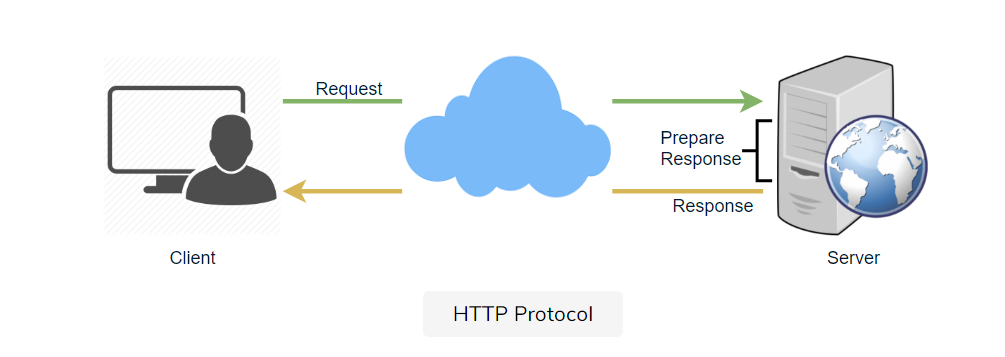 Request
Prepare
Response
Response
Client
Server
HTTP Protocol